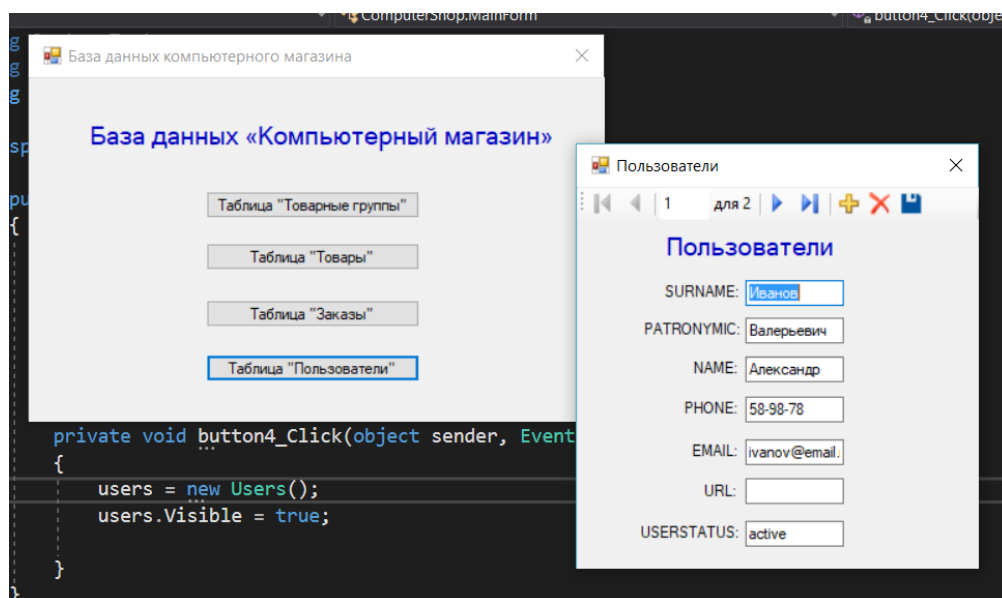 ComputerShop.MainForm
button4_Click(obje
База данных компьютерного магазина
База данных «Компьютерный магазин»
Таблица "Товарные группы"
Таблица "Товары"
Таблица "Заказы"
Таблица "Пользователи"
Пользователи
1 для 2
Пользователи
SURNAME: Иванов
PATRONYMIC: Валерьевич
NAME: Александр
PHONE: 58-98-78
EMAIL: ivanov@email.
URL:
USERSTATUS: active
private void button4_Click(object sender, Event
{
users = new Users();
users.Visible = true;
}
}